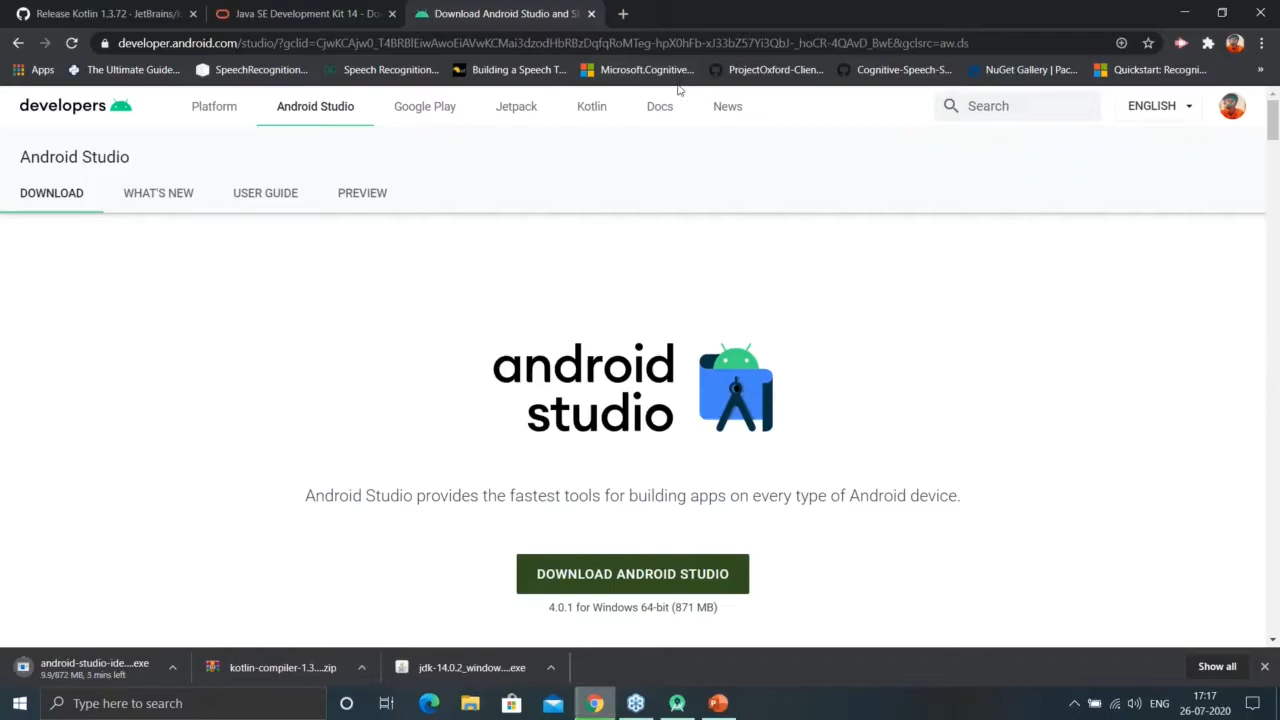 Release Kotlin 1.3.72 · JetBrains/k
Java SE Development Kit 14 - Do
Download Android Studio and S
developer.android.com/studio/?gclid=CjwKCAjw0_T4BRBlEiwAwoEiAVwKCMai3dzodHbRBzDqfqRoMTeg-hpX0hFb-xJ33bZ57Yi3QbJ-_hoCR-4QAvD_BwE&gclsrc=aw.ds
Apps
The Ultimate Guide...
SpeechRecognition...
Speech Recognition...
Building a Speech T...
Microsoft.Cognitive...
ProjectOxford-Clien...
Cognitive-Speech-S...
NuGet Gallery | Pac...
Quickstart: Recogni...
»
developers
Platform
Android Studio
Google Play
Jetpack
Kotlin
Docs
News
Search
ENGLISH
Android Studio
DOWNLOAD
WHAT'S NEW
USER GUIDE
PREVIEW
android
studio
Android Studio provides the fastest tools for building apps on every type of Android device.
DOWNLOAD ANDROID STUDIO
4.0.1 for Windows 64-bit (871 MB)
android-studio-ide....exe
9.9/872 MB, 3 mins left
kotlin-compiler-1.3....zip
jdk-14.0.2_window....exe
Show all
Type here to search
ENG
17:17
26-07-2020